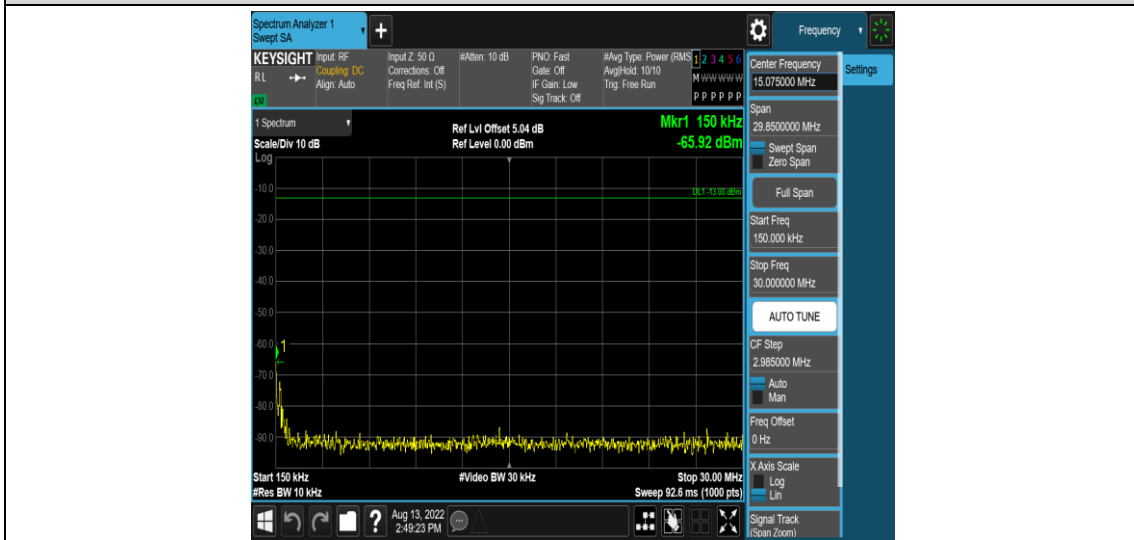 Spectrum Analyzer 1
Swept SA
+
Frequency
KEYSIGHT
RL
Input: RF
Coupling: DC
Align: Auto
Input Z: 50 Ω
Corrections: Off
Freq Ref: Int (S)
#Atten: 10 dB
PNO: Fast
Gate: Off
IF Gain: Low
Sig Track: Off
#Avg Type: Power (RMS
Avg|Hold: 10/10
Trig: Free Run
1 2 3 4 5 6
M W W W W W
P P P P P P
Center Frequency
15.075000 MHz
Settings
Span
29.8500000 MHz
Swept Span
Zero Span
Full Span
Start Freq
150.000 kHz
Stop Freq
30.000000 MHz
AUTO TUNE
CF Step
2.985000 MHz
Auto
Man
Freq Offset
0 Hz
X Axis Scale
Log
Lin
Signal Track
(Span Zoom)
1 Spectrum
Scale/Div 10 dB
Log
Ref Lvl Offset 5.04 dB
Ref Level 0.00 dBm
Mkr1 150 kHz
-65.92 dBm
DL1 -13.00 dBm
-10.0
-20.0
-30.0
-40.0
-50.0
-60.0
1
-70.0
-80.0
-90.0
Start 150 kHz
#Video BW 30 kHz
Stop 30.00 MHz
#Res BW 10 kHz
Sweep 92.6 ms (1000 pts)
?
Aug 13, 2022
2:49:23 PM